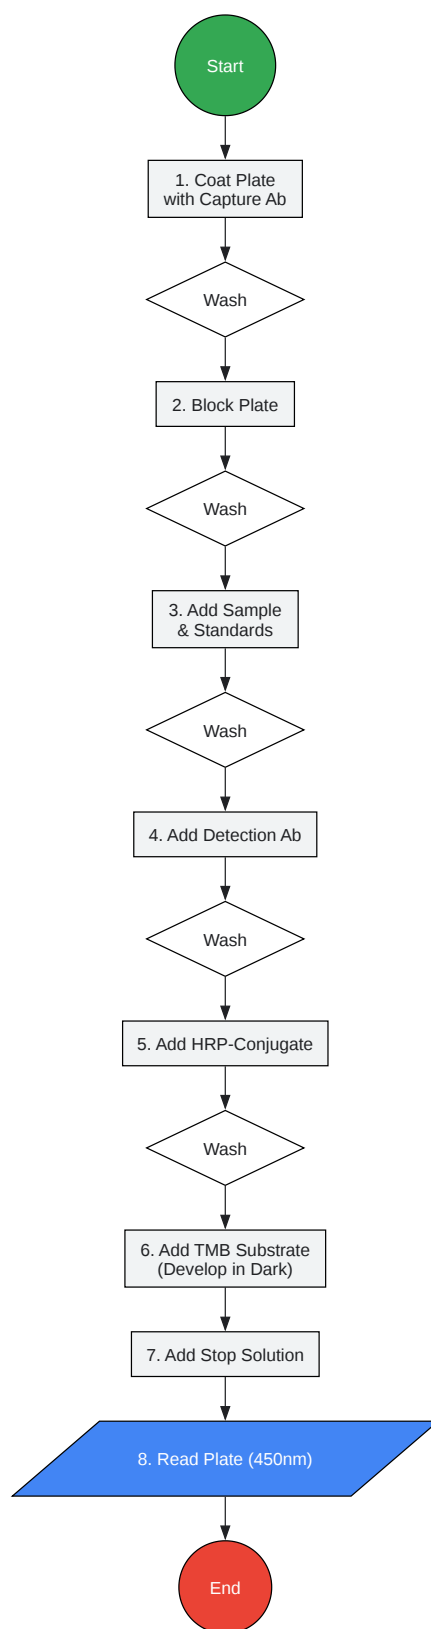 Start
1. Coat Plate
with Capture Ab
Wash
2. Block Plate
Wash
3. Add Sample
& Standards
Wash
4. Add Detection Ab
Wash
5. Add HRP-Conjugate
Wash
6. Add TMB Substrate
(Develop in Dark)
7. Add Stop Solution
8. Read Plate (450nm)
End